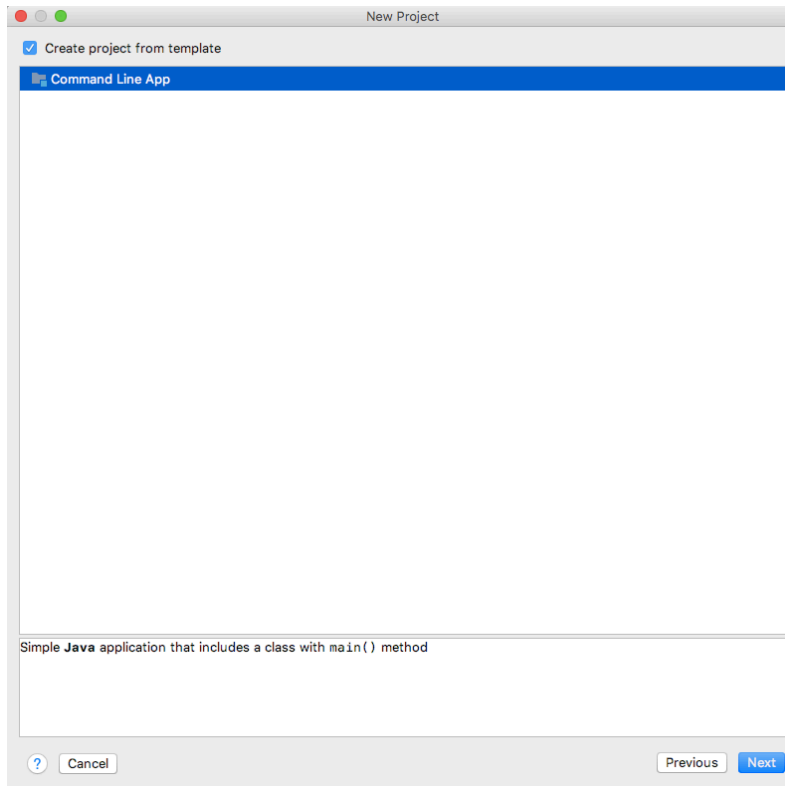 New Project
Create project from template
Command Line App
Simple Java application that includes a class with main() method
? Cancel Previous Next